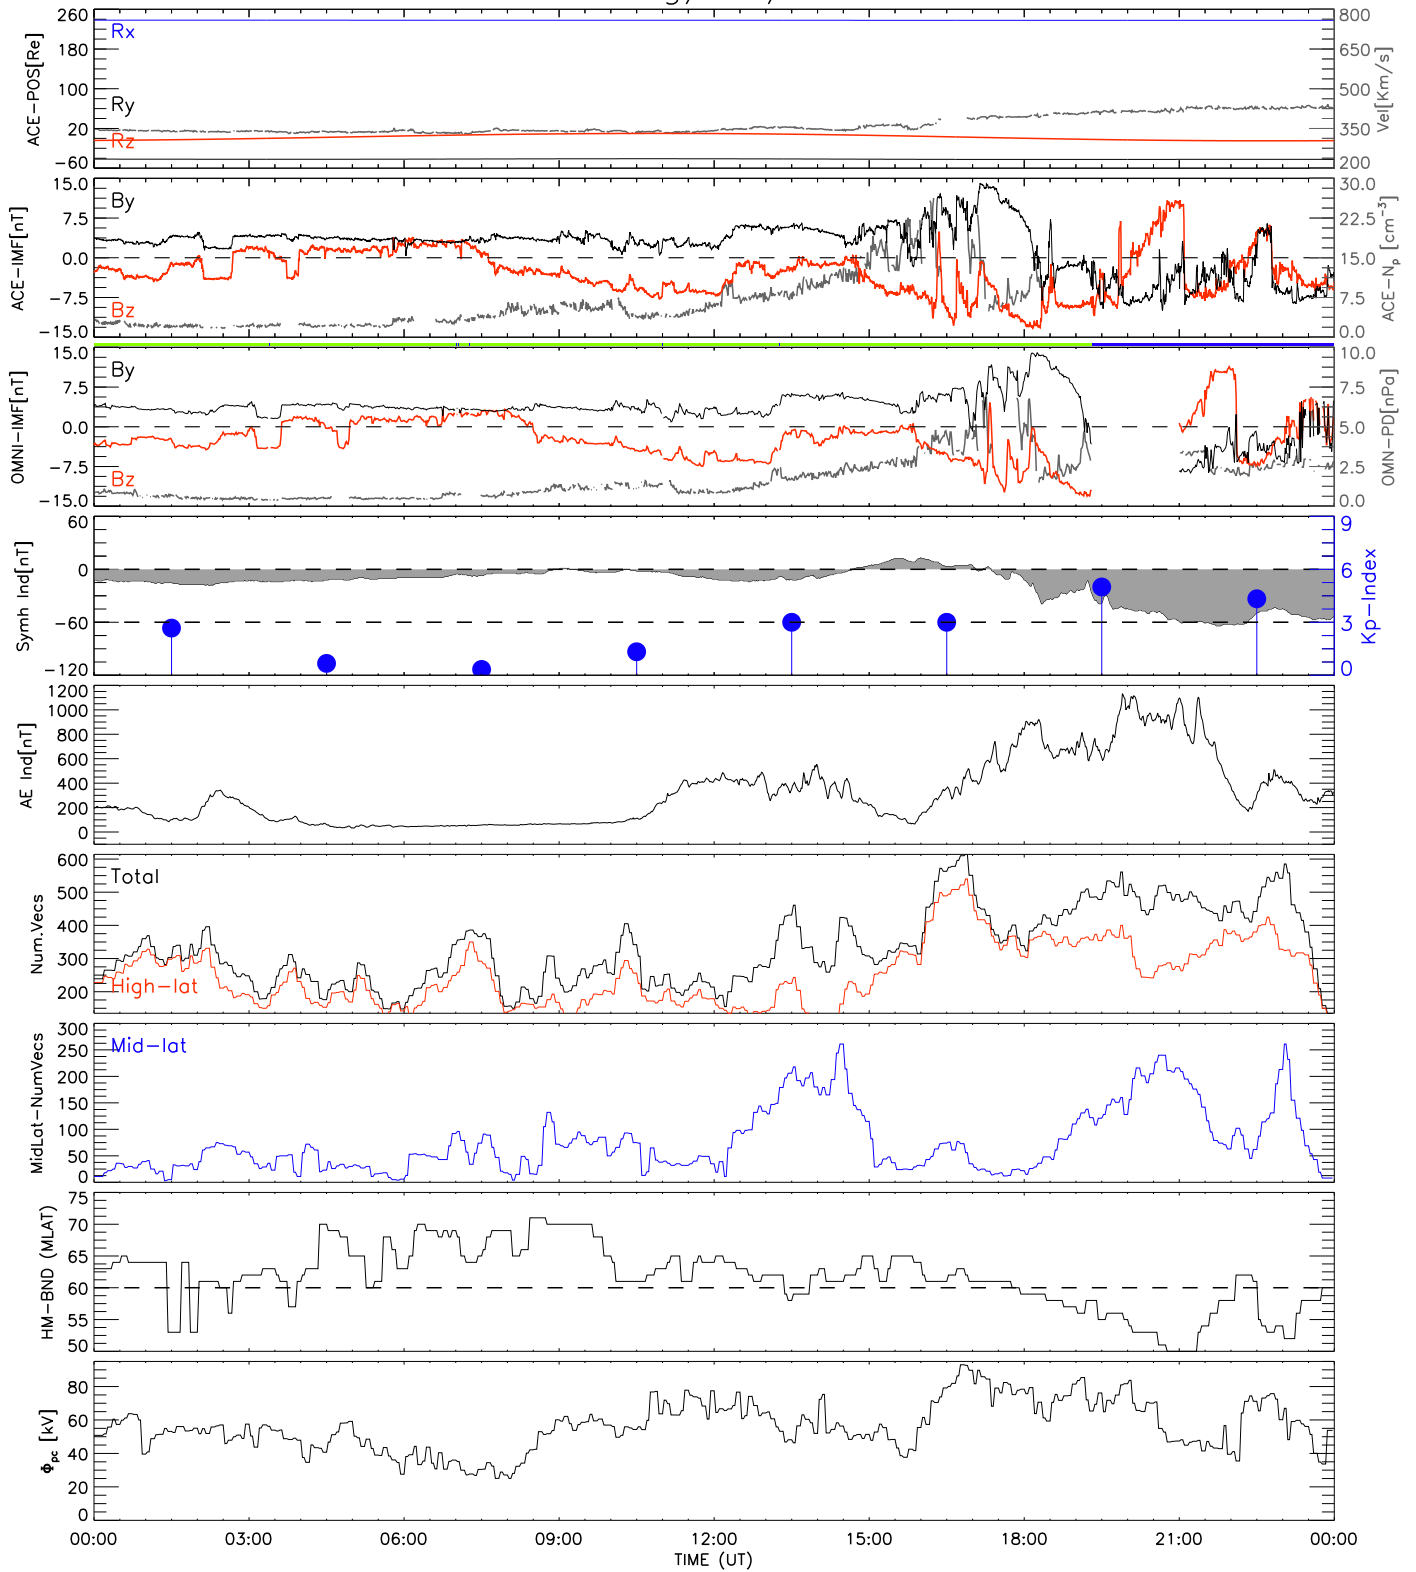 260
180
100
20
−60
ACE−POS[Re]
Rx
Ry
Rz
800
650
500
350
200
Vel[Km/s]
15.0
7.5
0.0
−7.5
−15.0
ACE−IMF[nT]
By
Bz
30.0
22.5
15.0
7.5
0.0
ACE−Np [cm−3]
15.0
7.5
0.0
−7.5
−15.0
OMNI−IMF[nT]
By
Bz
10.0
7.5
5.0
2.5
0.0
OMN−PD[nPa]
60
0
−60
−120
Symh Ind[nT]
9
6
3
0
Kp−Index
1200
1000
800
600
400
200
0
AE Ind[nT]
600
500
400
300
200
Num.Vecs
Total
High−lat
300
250
200
150
100
50
0
MidLat−NumVecs
Mid−lat
75
70
65
60
55
50
HM−BND (MLAT)
80
60
40
20
0
Φpc [kV]
00:00 03:00 06:00 09:00 12:00 15:00 18:00 21:00 00:00
TIME (UT)